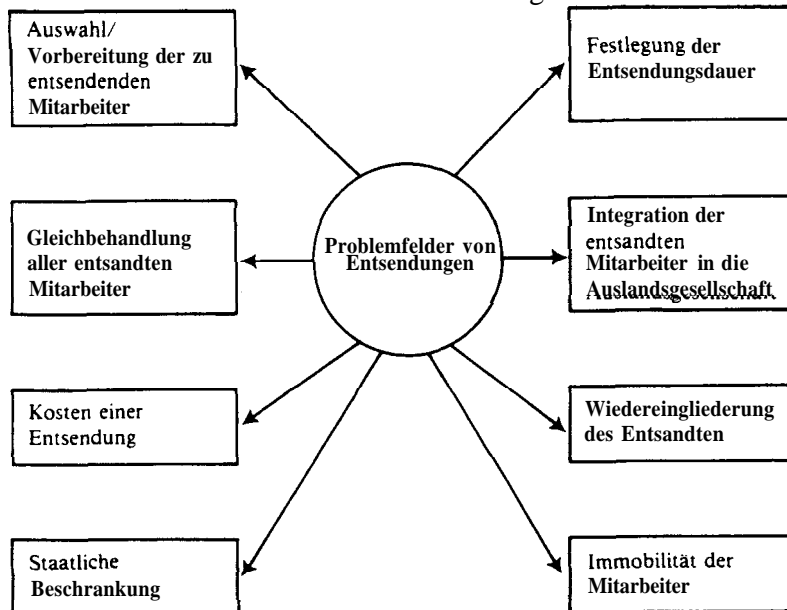 Auswahl/
Vorbereitung der zu
entsendenden
Mitarbeiter
Festlegung der
Entsendungsdauer
Gleichbehandlung
aller entsandten
Mitarbeiter
Problemfelder von
Entsendungen
Integration der
entsandten
Mitarbeiter in die
Auslandsgesellschaft
Kosten einer
Entsendung
Wiedereingliederung
des Entsandten
Staatliche
Beschrankung
Immobilität der
Mitarbeiter